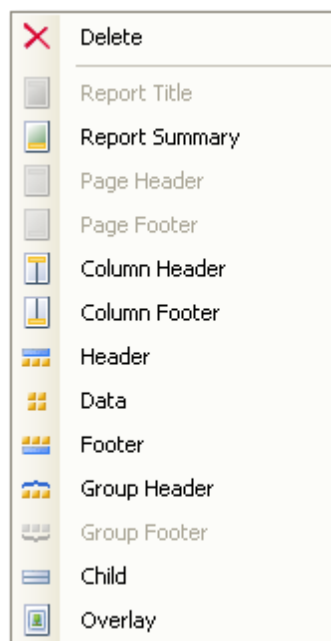 Delete
Report Title
Report Summary
Page Header
Page Footer
Column Header
Column Footer
Header
Data
Footer
Group Header
Group Footer
Child
Overlay